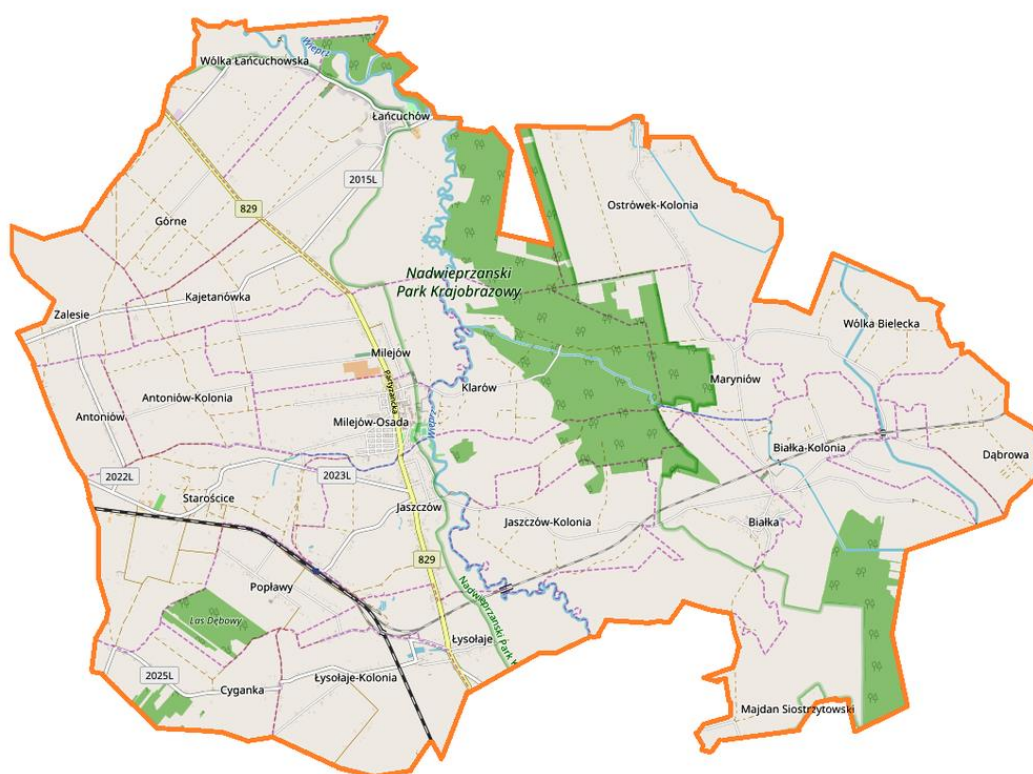 Wieprz
Wólka Łańcuchowska
Łańcuchów
2015L
Ostrówek-Kolonia
829
Górne
Nadwieprzanski
Park Krajobrazowy
Kajetanówka
Zalesie
Wólka Bielecka
Milejów
Maryniów
Partyzancka
Klarów
Antoniów-Kolonia
Antoniów
Milejów-Osada
Wieprz
Białka-Kolonia
Dąbrowa
2022L
2023L
Starościce
Jaszczów
Jaszczów-Kolonia
Białka
829
Popławy
Nadwieprzanski Park K
Las Dębowy
Łysołaje
2025L
Łysołaje-Kolonia
Cyganka
Majdan Siostrzytowski